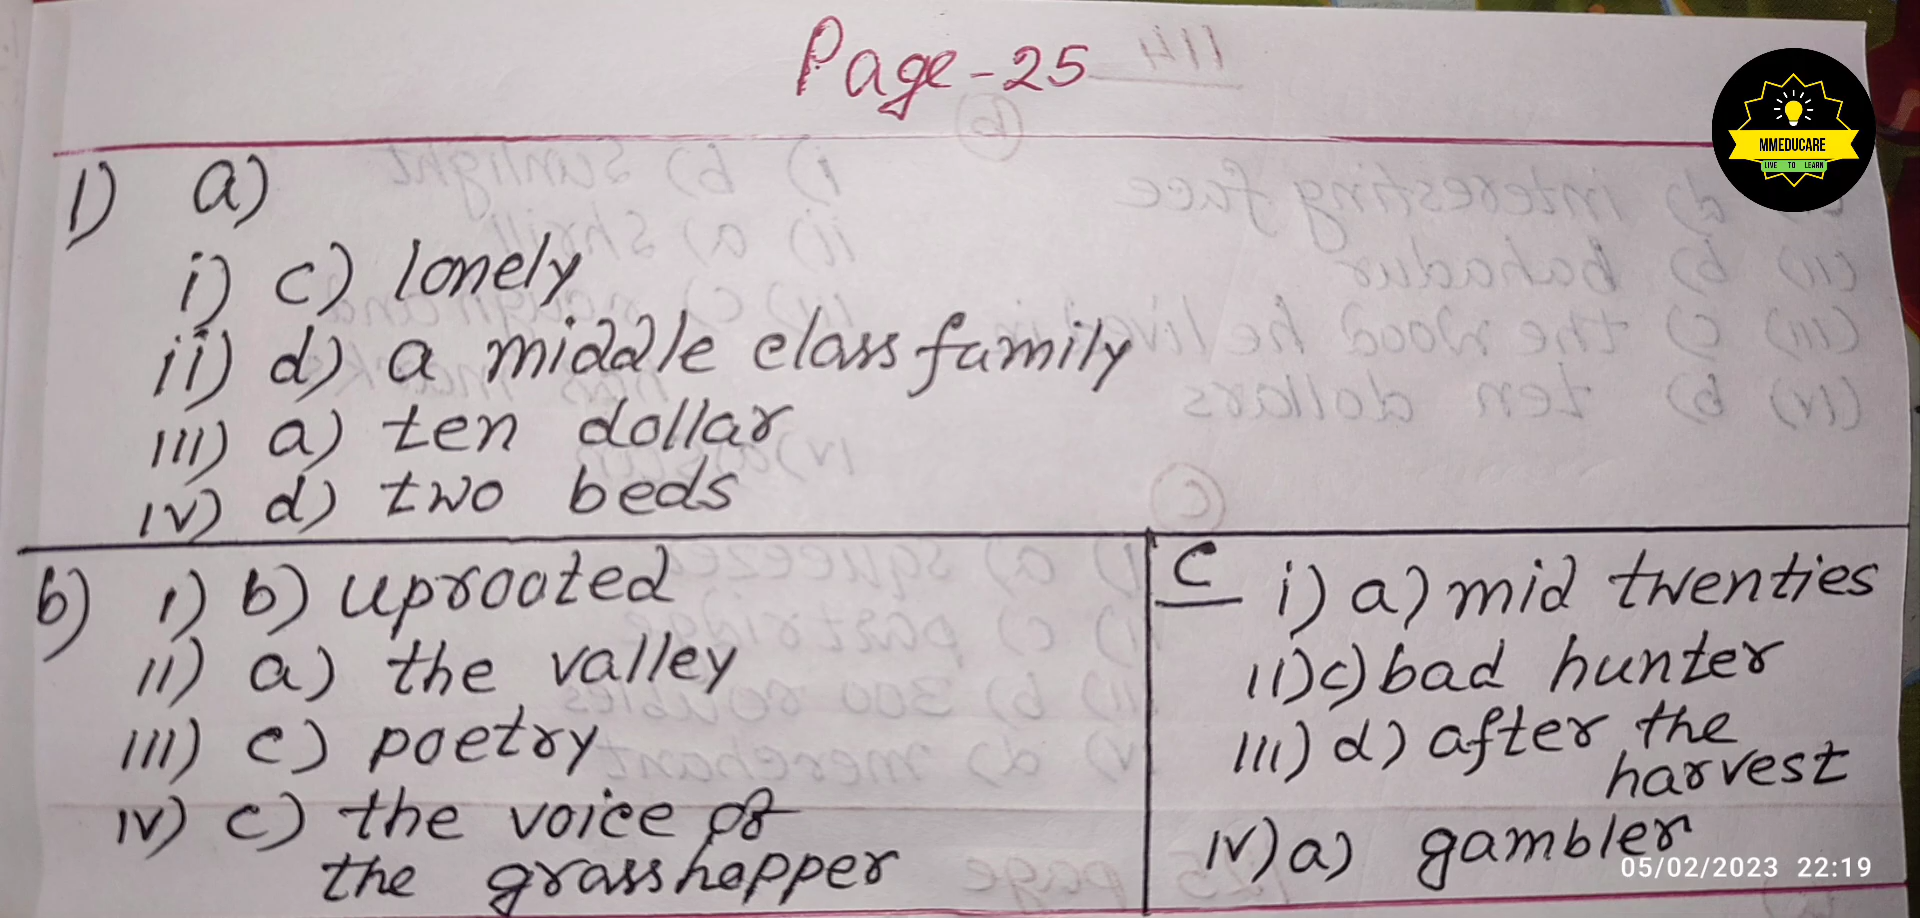 Page-25
MMEDUCARE
LIVE TO LEARN
1) a)
i) c) lonely
ii) d) a middle class family
iii) a) ten dollar
iv) d) two beds
b) i) b) uprooted
ii) a) the valley
iii) c) poetry
iv) c) the voice of
the grasshopper
C i) a) mid twenties
ii) c) bad hunter
iii) d) after the
harvest
iv) a) gambler
05/02/2023 22:19